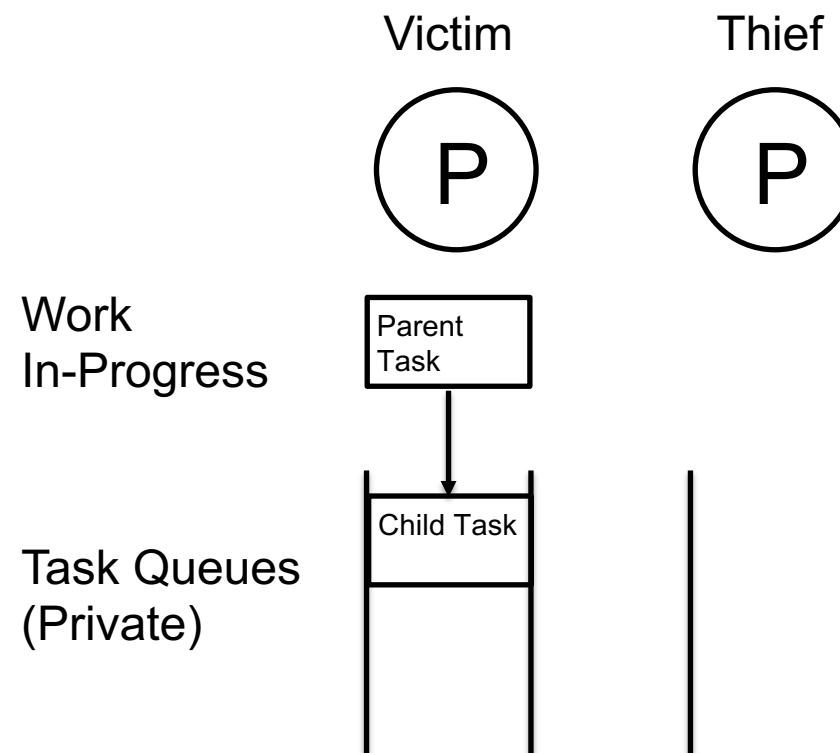 Victim
Thief
P
P
Work
In-Progress
Parent
Task
Child Task
Task Queues
(Private)